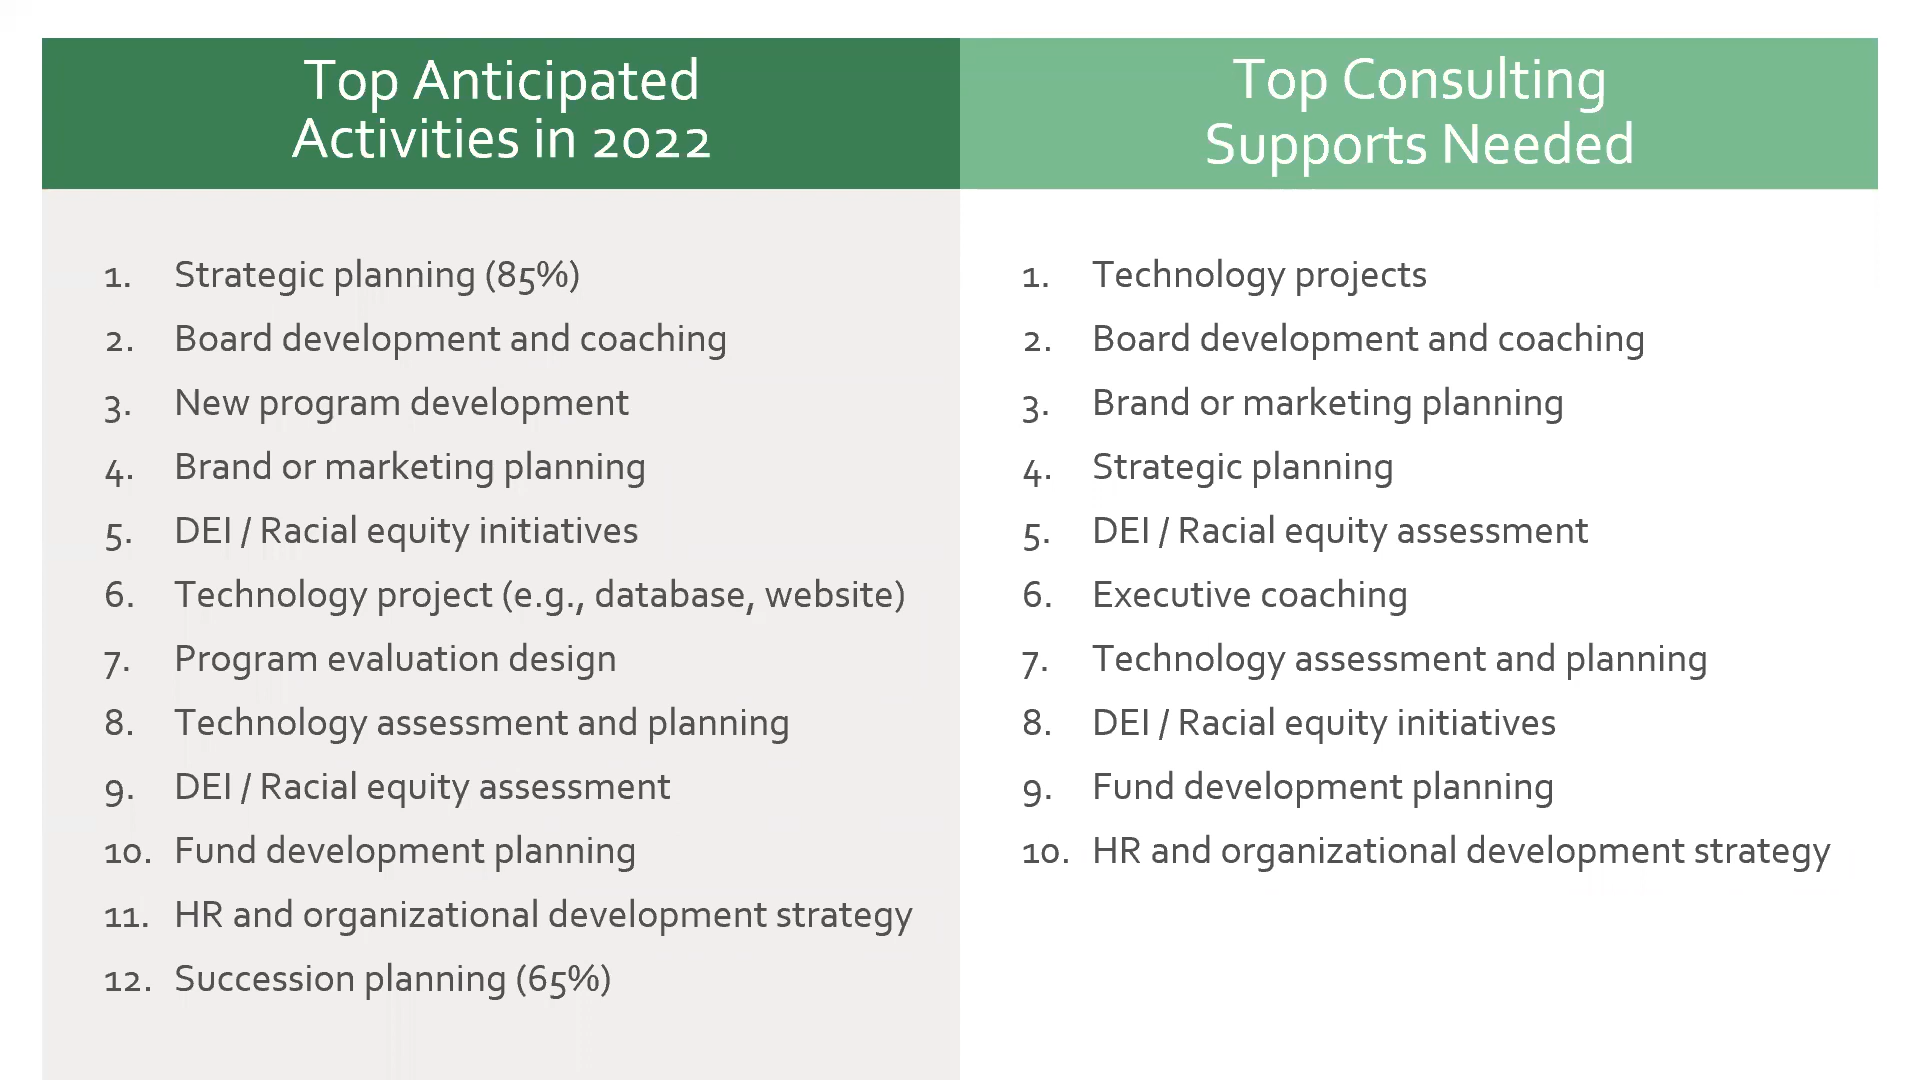 Top Anticipated
Activities in 2022
1. Strategic planning (85%)
2. Board development and coaching
3. New program development
4. Brand or marketing planning
5. DEI / Racial equity initiatives
6. Technology project (e.g., database, website)
7. Program evaluation design
8. Technology assessment and planning
9. DEI / Racial equity assessment
10. Fund development planning
11. HR and organizational development strategy
12. Succession planning (65%)
Top Consulting
Supports Needed
1. Technology projects
2. Board development and coaching
3. Brand or marketing planning
4. Strategic planning
5. DEI / Racial equity assessment
6. Executive coaching
7. Technology assessment and planning
8. DEI / Racial equity initiatives
9. Fund development planning
10. HR and organizational development strategy